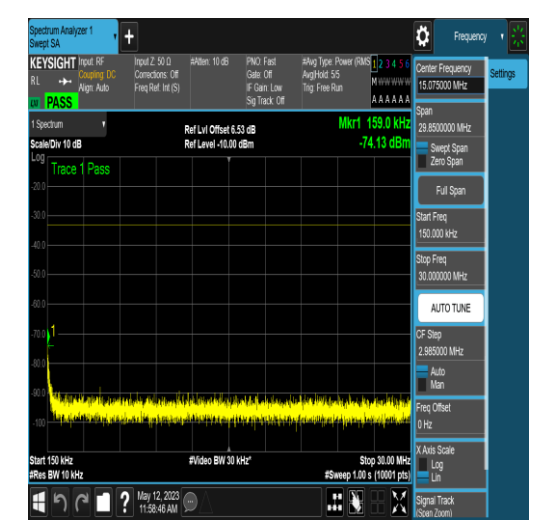 Spectrum Analyzer 1
Swept SA
+
Frequency
KEYSIGHT
RL
PASS
Input: RF
Coupling: DC
Align: Auto
Input Z: 50 Ω
Corrections: Off
Freq Ref: Int (S)
#Atten: 10 dB
PNO: Fast
Gate: Off
IF Gain: Low
Sig Track: Off
#Avg Type: Power (RMS)
Avg|Hold: 5/5
Trig: Free Run
1 2 3 4 5 6
M W W W W W
A A A A A A
1 Spectrum
Scale/Div 10 dB
Ref Lvl Offset 6.53 dB
Ref Level -10.00 dBm
Mkr1 159.0 kHz
-74.13 dBm
Log
Trace 1 Pass
-20.0
-30.0
-40.0
-50.0
-60.0
-70.0
1
-80.0
-90.0
-100
Start 150 kHz
#Res BW 10 kHz
#Video BW 30 kHz*
Stop 30.00 MHz
#Sweep 1.00 s (10001 pts)
May 12, 2023
11:58:46 AM
Center Frequency
15.075000 MHz
Settings
Span
29.8500000 MHz
Swept Span
Zero Span
Full Span
Start Freq
150.000 kHz
Stop Freq
30.000000 MHz
AUTO TUNE
CF Step
2.985000 MHz
Auto
Man
Freq Offset
0 Hz
X Axis Scale
Log
Lin
Signal Track
(Span Zoom)